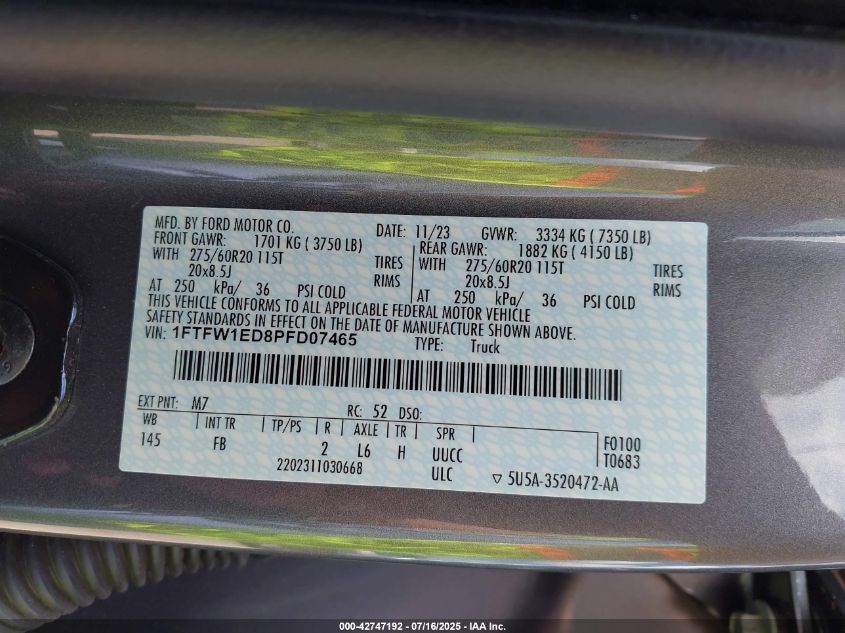 MFD. BY FORD MOTOR CO. DATE: 11/23 GVWR: 3334 KG ( 7350 LB)
FRONT GAWR: 1701 KG ( 3750 LB) REAR GAWR: 1882 KG ( 4150 LB)
WITH 275/60R20 115T TIRES WITH 275/60R20 115T TIRES
20x8.5J RIMS 20x8.5J RIMS
AT 250 kPa/ 36 PSI COLD AT 250 kPa/ 36 PSI COLD
THIS VEHICLE CONFORMS TO ALL APPLICABLE FEDERAL MOTOR VEHICLE
SAFETY STANDARDS IN EFFECT ON THE DATE OF MANUFACTURE SHOWN ABOVE.
VIN: 1FTFW1ED8PFD07465 TYPE: Truck
EXT PNT: M7 RC: 52 DSO:
WB INT TR TP/PS R AXLE TR SPR F0100
145 FB 2 L6 H UUCC T0683
2202311030668 ULC ▽ 5U5A-3520472-AA
000-42747192 - 07/16/2025 - IAA Inc.